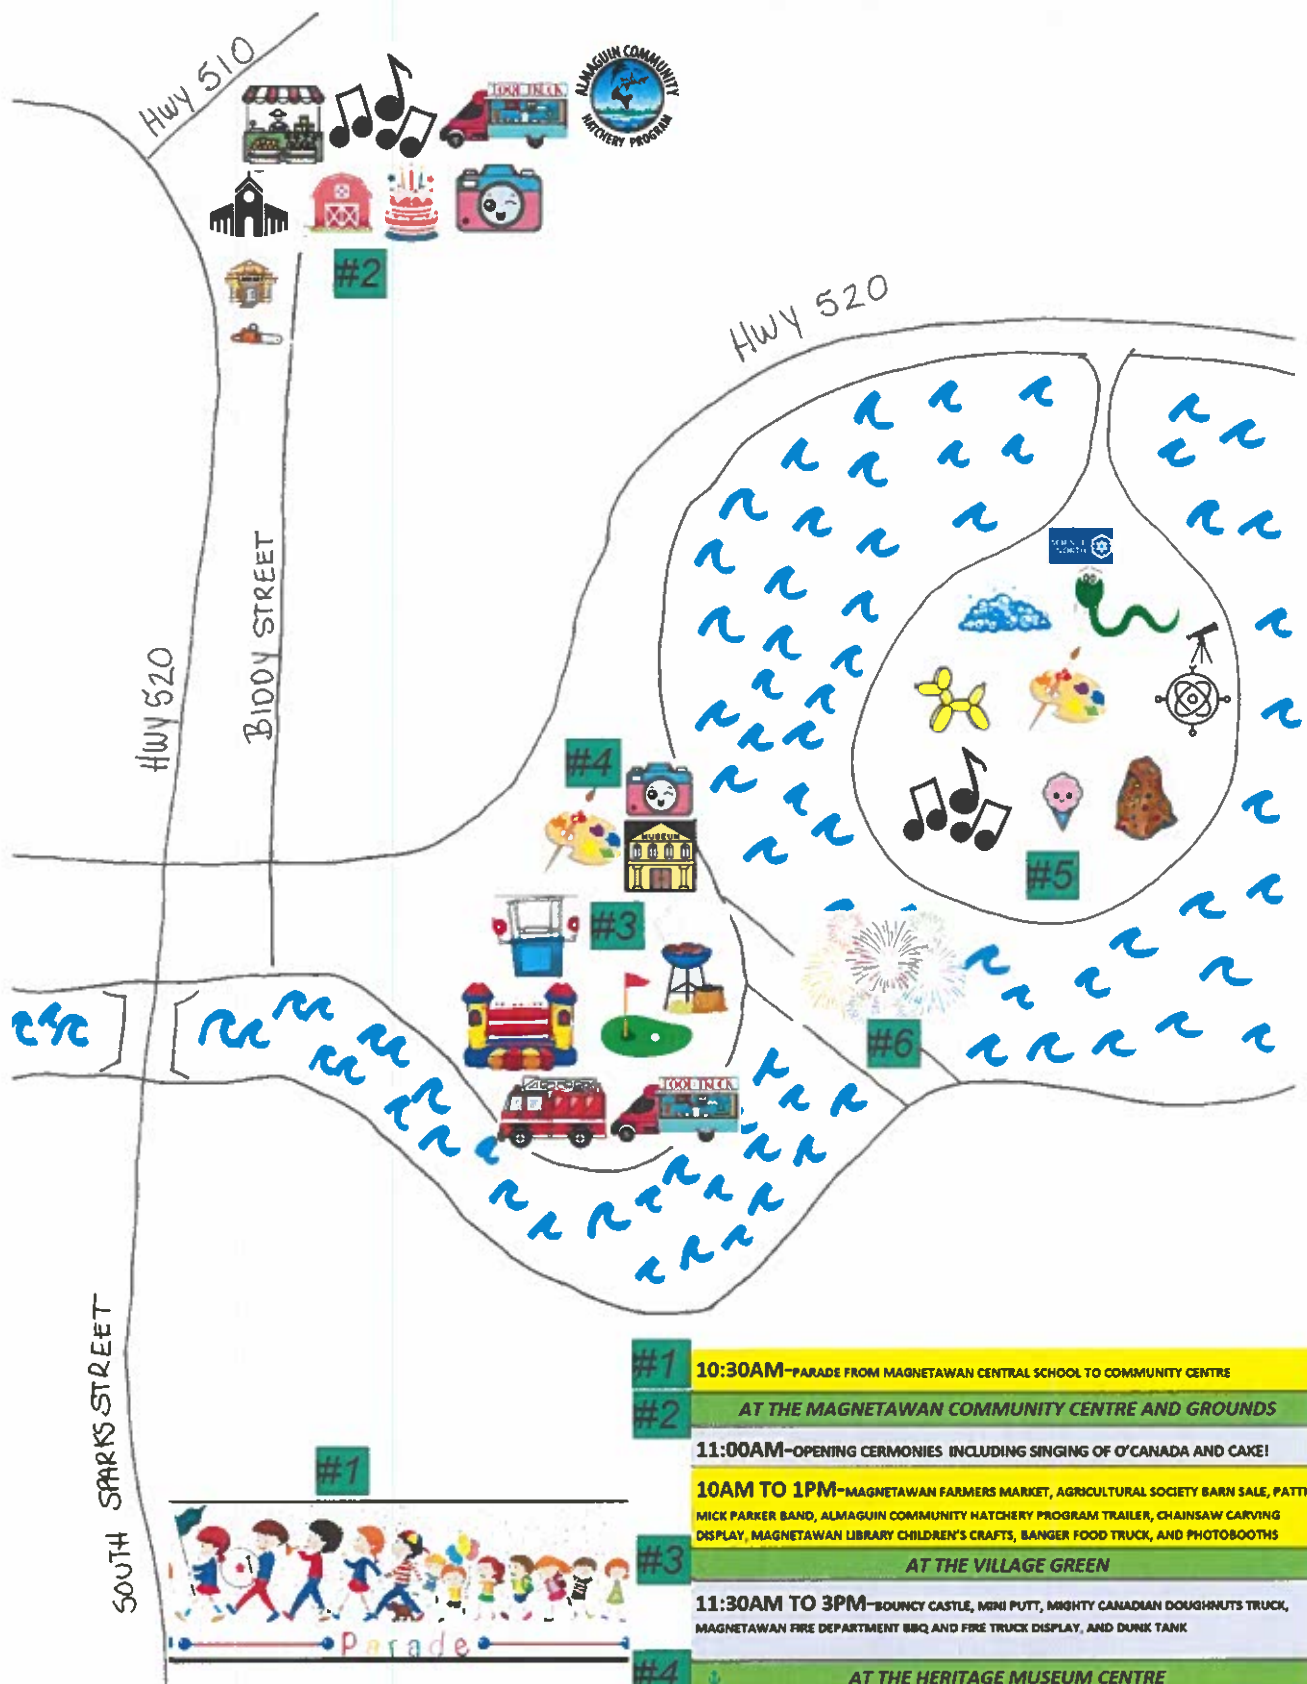 HWY 510
FOOD TRUCK
ALMAGUIN COMMUNITY
HATCHERY PROGRAM
#2
HWY 520
BIDDY STREET
HWY 520
SCIENCE
NORTH
#4
MUSEUM
#5
#3
#6
FOOD TRUCK
SOUTH SPARKS STREET
#1
Parade
#1 10:30AM-PARADE FROM MAGNETAWAN CENTRAL SCHOOL TO COMMUNITY CENTRE
#2 AT THE MAGNETAWAN COMMUNITY CENTRE AND GROUNDS
11:00AM-OPENING CERMONIES INCLUDING SINGING OF O'CANADA AND CAKE!
10AM TO 1PM-MAGNETAWAN FARMERS MARKET, AGRICULTURAL SOCIETY BARN SALE,
MICK PARKER BAND, ALMAGUIN COMMUNITY HATCHERY PROGRAM TRAILER, CHAINSAW CARVING
DISPLAY, MAGNETAWAN LIBRARY CHILDREN'S CRAFTS, BANGER FOOD TRUCK, AND PHOTOBOOTHS
#3 AT THE VILLAGE GREEN
11:30AM TO 3PM-BOUNCY CASTLE, MINI PUTT, MIGHTY CANADIAN DOUGHNUTS TRUCK,
MAGNETAWAN FIRE DEPARTMENT BBQ AND FIRE TRUCK DISPLAY, AND DUNK TANK
#4 AT THE HERITAGE MUSEUM CENTRE